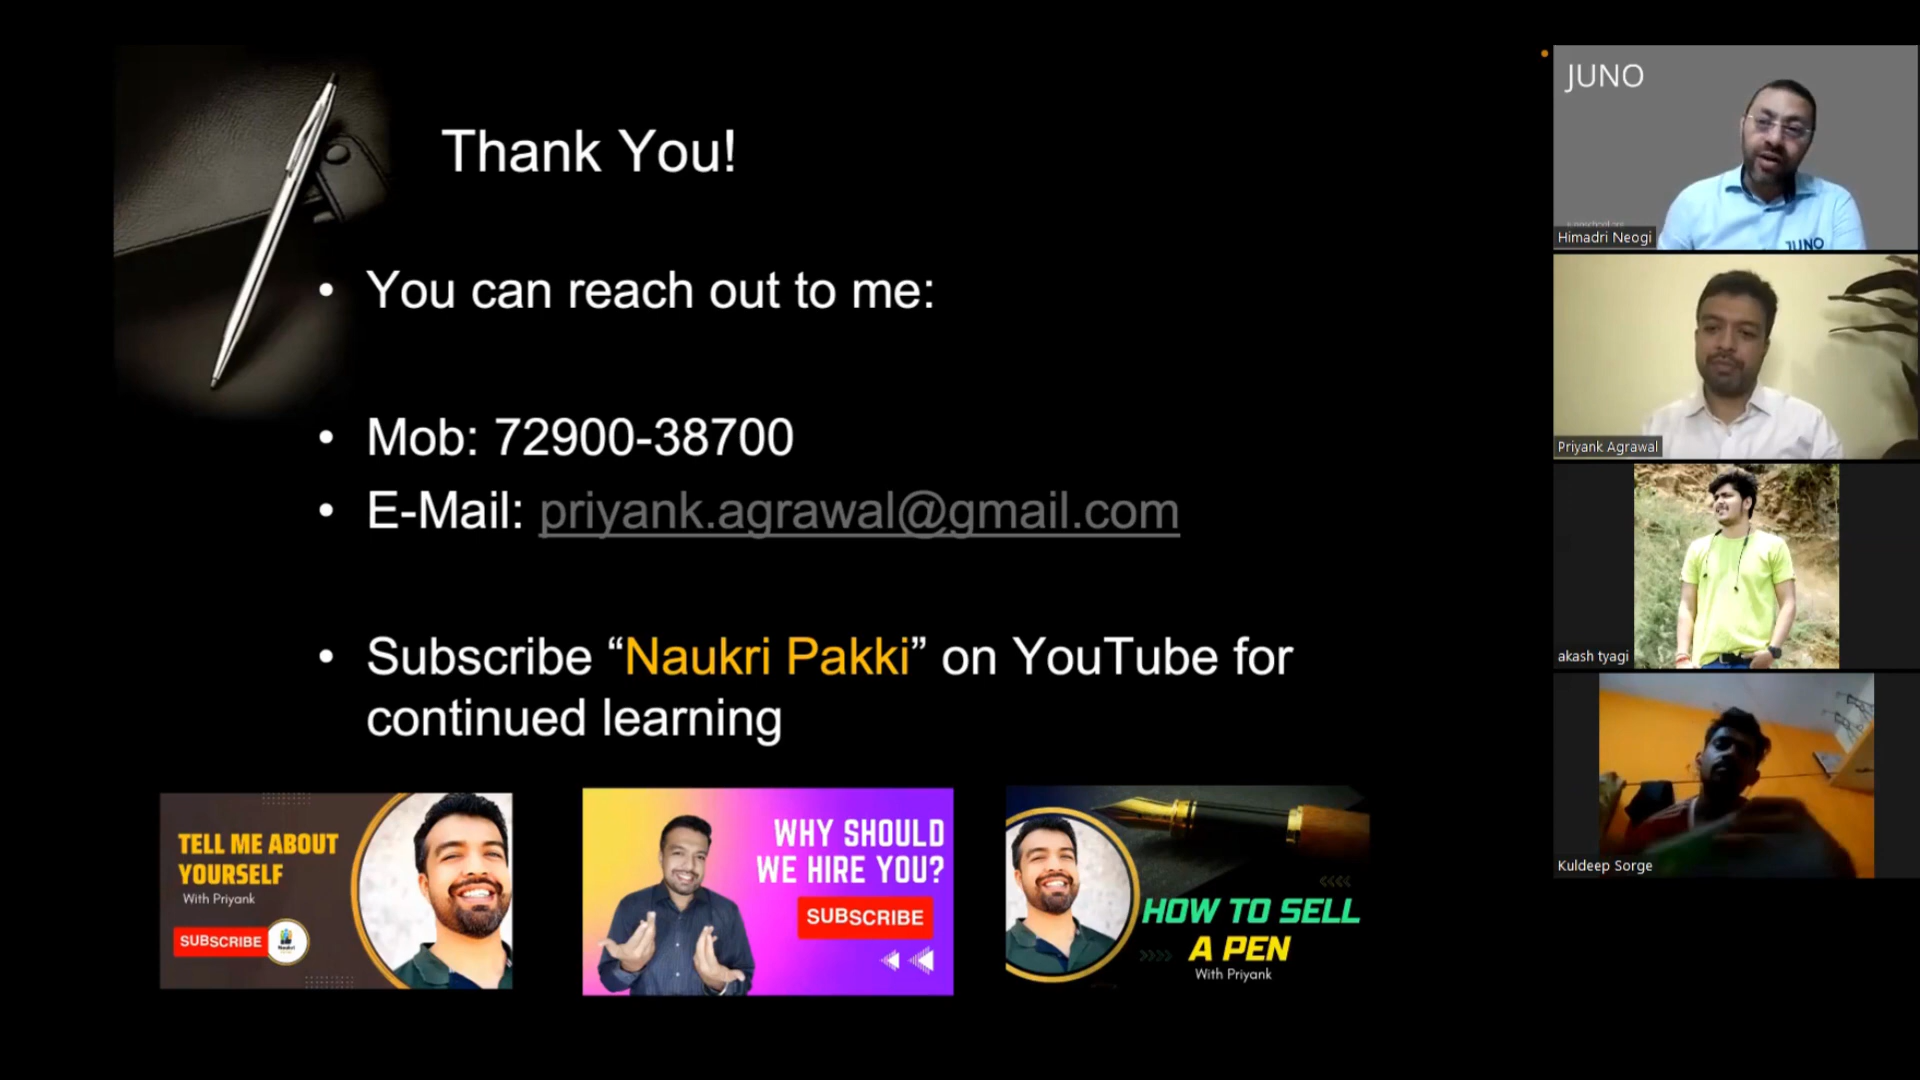 Thank You!
• You can reach out to me:
• Mob: 72900-38700
• E-Mail: priyank.agrawal@gmail.com
• Subscribe “Naukri Pakki” on YouTube for
continued learning
TELL ME ABOUT
YOURSELF
With Priyank
SUBSCRIBE
WHY SHOULD
WE HIRE YOU?
SUBSCRIBE
HOW TO SELL
A PEN
With Priyank
JUNO
JUNO
Himadri Neogi
Priyank Agrawal
akash tyagi
Kuldeep Sorge